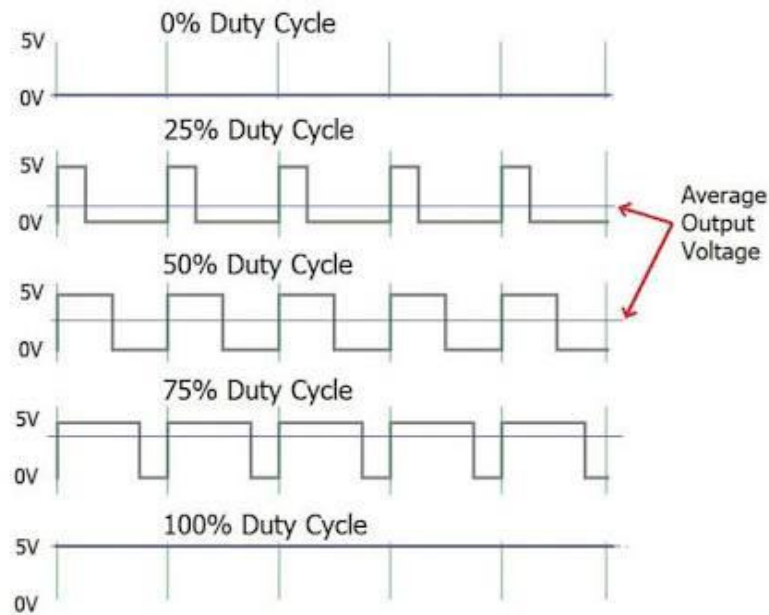 0% Duty Cycle
5V
0V
25% Duty Cycle
5V
0V
Average
Output
Voltage
50% Duty Cycle
5V
0V
75% Duty Cycle
5V
0V
100% Duty Cycle
5V
0V